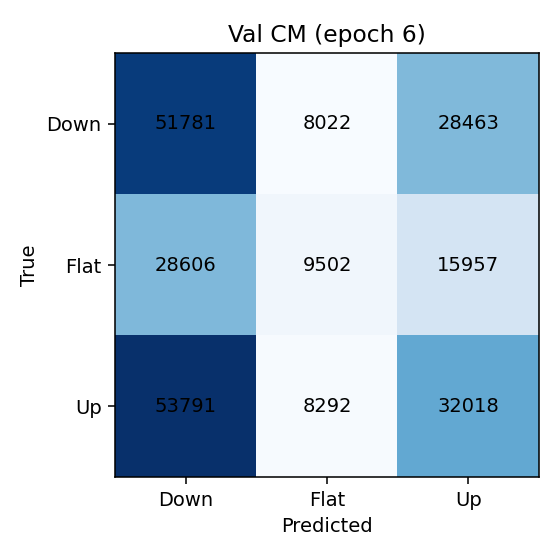 Val CM (epoch 6)
Down 51781 8022 28463
Flat 28606 9502 15957
Up 53791 8292 32018
Down Flat Up
Predicted
True